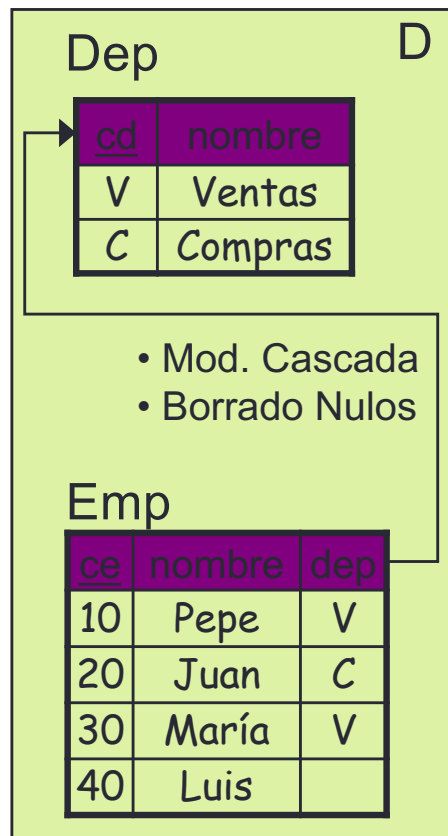 Dep D
cd nombre
V Ventas
C Compras
• Mod. Cascada
• Borrado Nulos
Emp
ce nombre dep
10 Pepe V
20 Juan C
30 María V
40 Luis